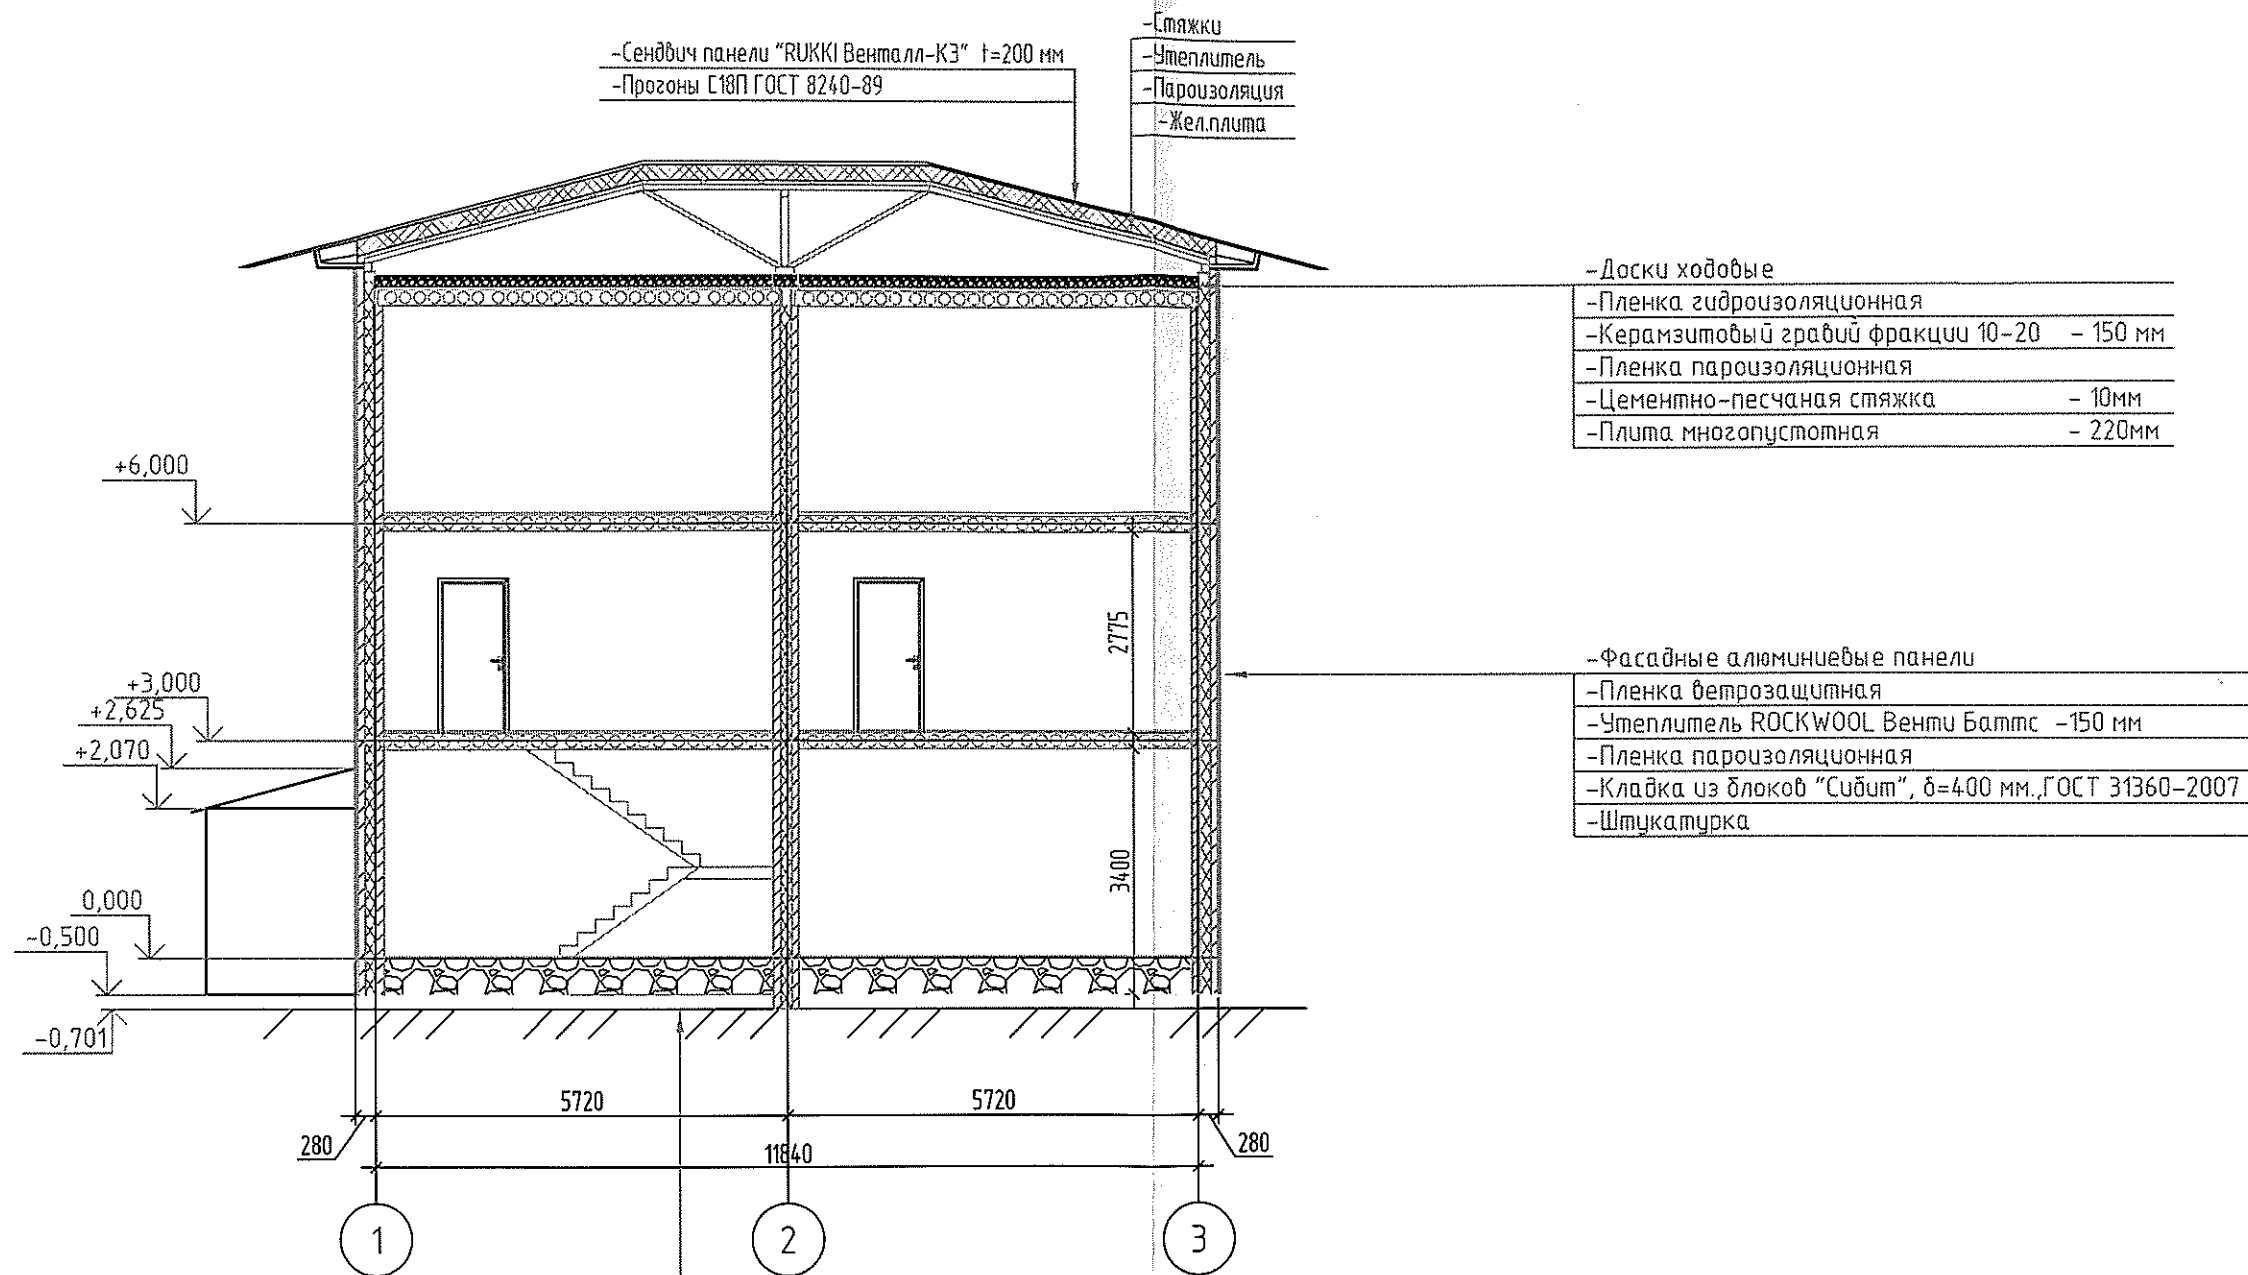 -Стяжки
-Утеплитель
-Пароизоляция
-Жел.плита
-Сендвич панели "RUKKI Венталл-КЗ" t=200 мм
-Прогоны С18П ГОСТ 8240-89
-Доски ходовые
-Пленка гидроизоляционная
-Керамзитовый гравий фракции 10-20 - 150 мм
-Пленка пароизоляционная
-Цементно-песчаная стяжка - 10мм
-Плита многопустотная - 220мм
+6,000
2775
-Фасадные алюминиевые панели
-Пленка ветрозащитная
-Утеплитель ROCKWOOL Венти Баттс -150 мм
-Пленка пароизоляционная
-Кладка из блоков "Сибит", δ=400 мм.,ГОСТ 31360-2007
-Штукатурка
+3,000
+2,625
+2,070
3400
0,000
-0,500
-0,701
5720
5720
280
11840
280
1
2
3